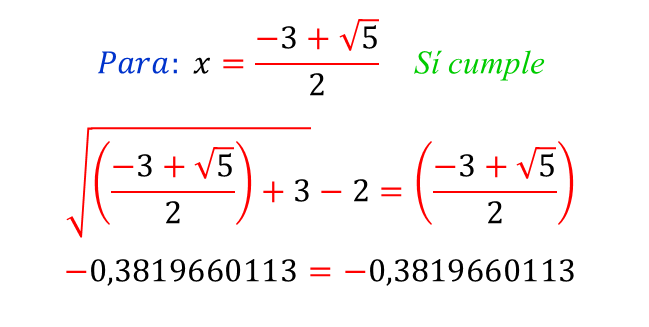 Para: x = (−3 + √5)/2 Sí cumple
√(((−3 + √5)/2) + 3) − 2 = ((−3 + √5)/2)
−0,3819660113 = −0,3819660113